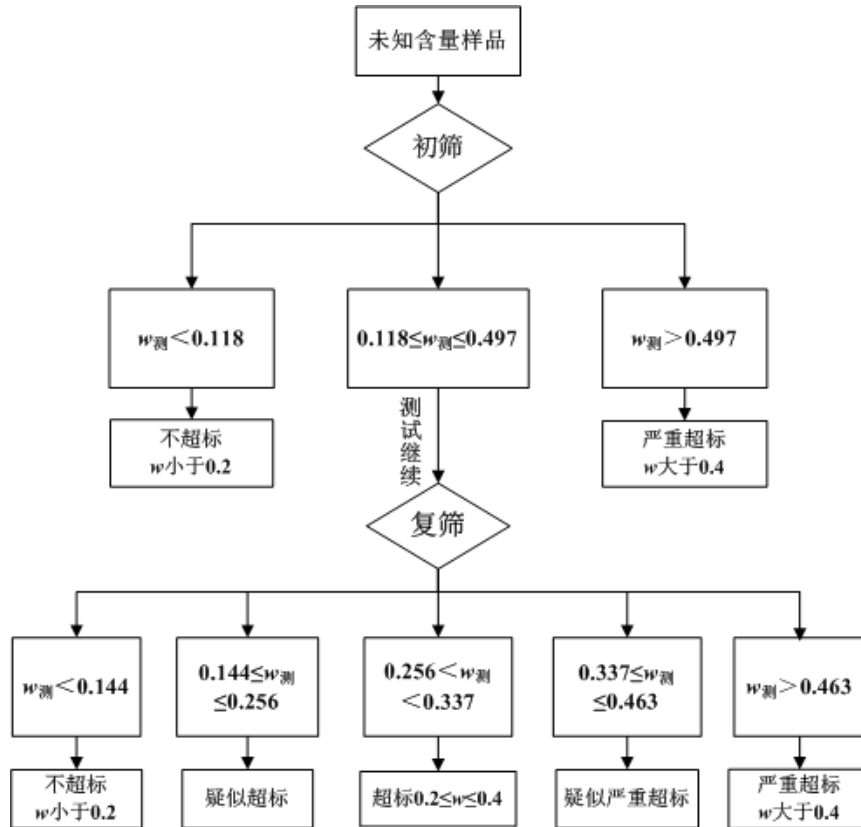 未知含量样品
初筛
w测＜0.118
0.118≤w测≤0.497
w测＞0.497
不超标
w小于0.2
测试继续
严重超标
w大于0.4
复筛
w测＜0.144
0.144≤w测
≤0.256
0.256＜w测
＜0.337
0.337≤w测
≤0.463
w测＞0.463
不超标
w小于0.2
疑似超标
超标0.2≤w≤0.4
疑似严重超标
严重超标
w大于0.4